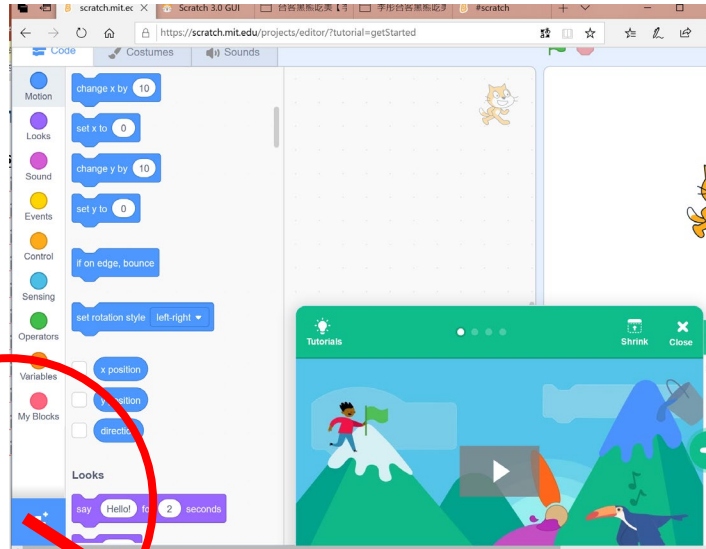 scratch.mit.ec
Scratch 3.0 GUI
#scratch
https://scratch.mit.edu/projects/editor/?tutorial=getStarted
Code
Costumes
Sounds
Motion
Looks
Sound
Events
Control
Sensing
Operators
Variables
My Blocks
change x by 10
set x to 0
change y by 10
set y to 0
if on edge, bounce
set rotation style left-right
x position
y position
direction
Looks
say Hello! for 2 seconds
Tutorials
Shrink
Close